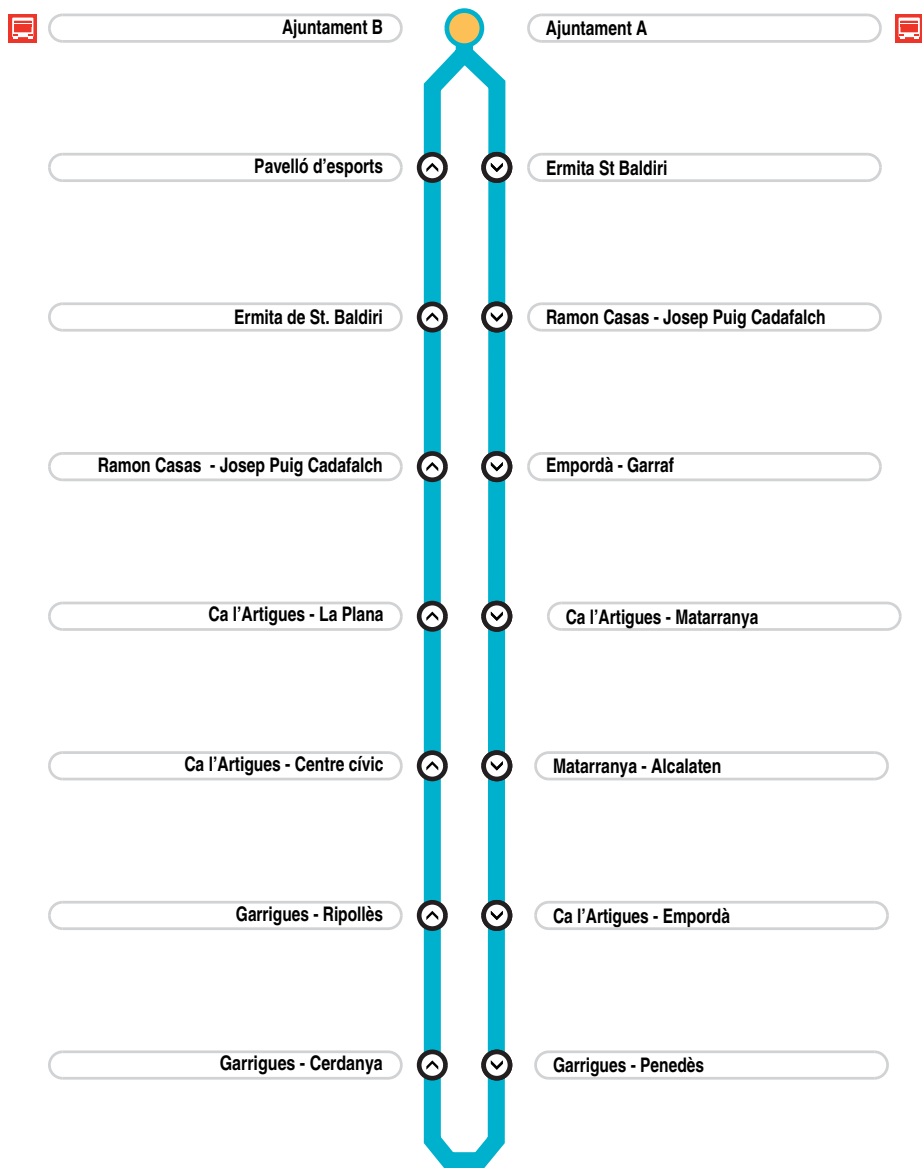 Ajuntament B
Ajuntament A
Pavelló d’esports
Ermita St Baldiri
Ermita de St. Baldiri
Ramon Casas - Josep Puig Cadafalch
Ramon Casas  - Josep Puig Cadafalch
Empordà - Garraf
Ca l’Artigues - La Plana
Ca l’Artigues - Matarranya
Ca l’Artigues - Centre cívic
Matarranya - Alcalaten
Garrigues - Ripollès
Ca l’Artigues - Empordà
Garrigues - Cerdanya
Garrigues - Penedès